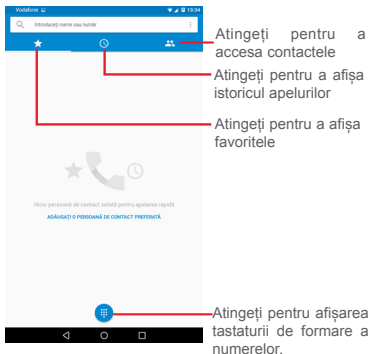 Vodafone 13:34
Introduceți nume sau număr
Atingeți pentru a
accesa contactele
Atingeți pentru a afișa
istoricul apelurilor
Atingeți pentru a afișa
favoritele
Nicio persoană de contact setată pentru apelarea rapidă
ADĂUGAȚI O PERSOANĂ DE CONTACT PREFERATĂ
Atingeți pentru afișarea
tastaturii de formare a
numerelor.